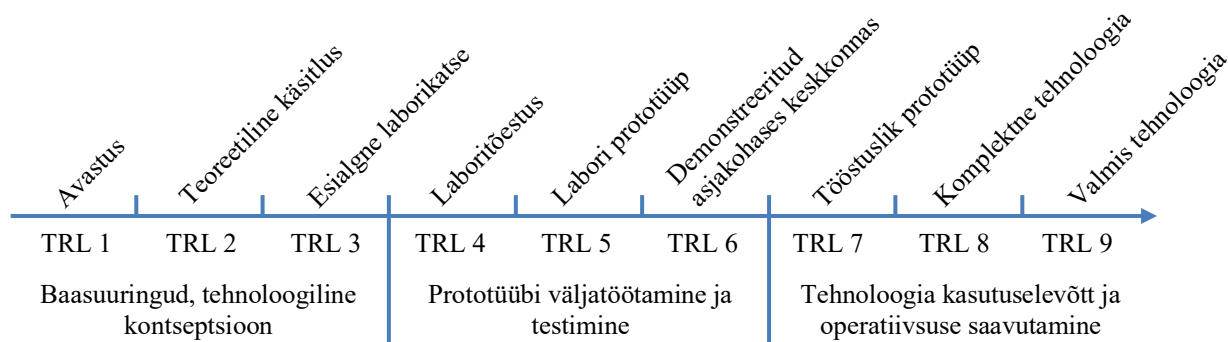 Avastus
Teoreetiline käsitlus
Esialgne laborikatse
Laboritõestus
Labori prototüüp
Demonstreeritud
asjakohases keskkonnas
Tööstuslik prototüüp
Komplektne tehnoloogia
Valmis tehnoloogia
TRL 1
TRL 2
TRL 3
TRL 4
TRL 5
TRL 6
TRL 7
TRL 8
TRL 9
Baasuuringud, tehnoloogiline
kontseptsioon
Prototüübi väljatöötamine ja
testimine
Tehnoloogia kasutuselevõtt ja
operatiivsuse saavutamine